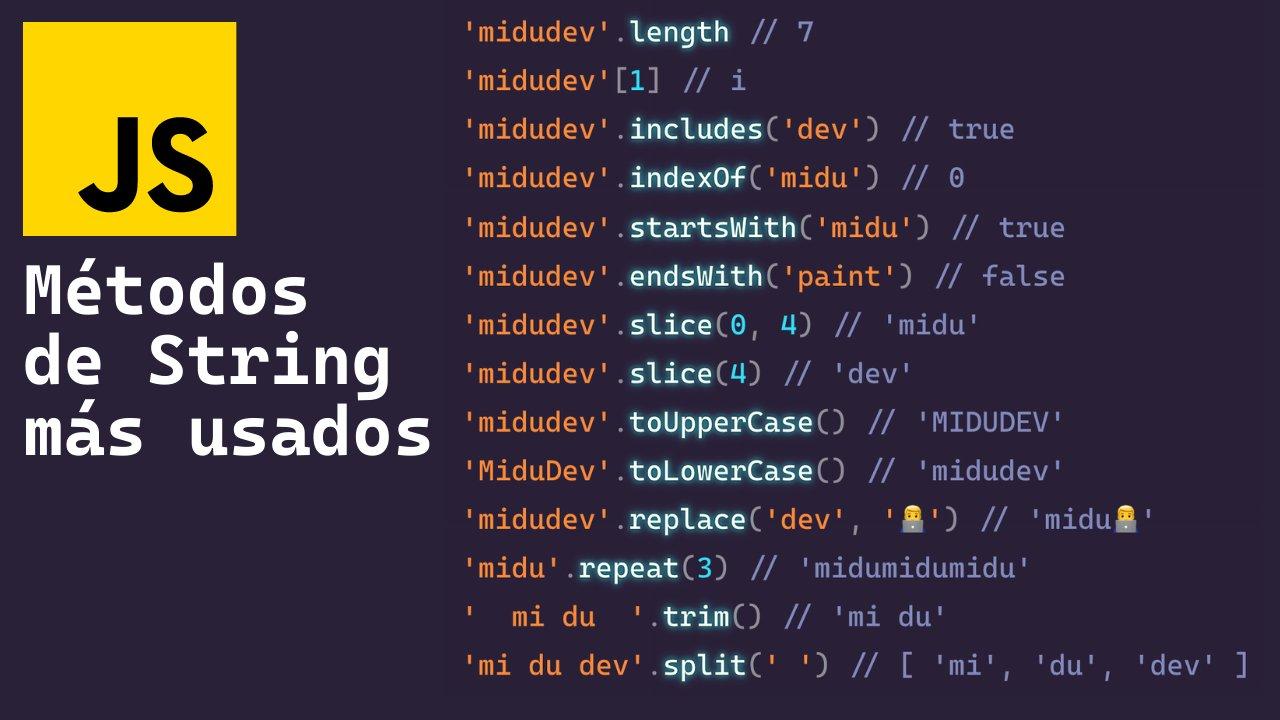 JS
Métodos
de String
más usados
'midudev'.length // 7
'midudev'[1] // i
'midudev'.includes('dev') // true
'midudev'.indexOf('midu') // 0
'midudev'.startsWith('midu') // true
'midudev'.endsWith('paint') // false
'midudev'.slice(0, 4) // 'midu'
'midudev'.slice(4) // 'dev'
'midudev'.toUpperCase() // 'MIDUDEV'
'MiduDev'.toLowerCase() // 'midudev'
'midudev'.replace('dev', '👨‍💻') // 'midu👨‍💻'
'midu'.repeat(3) // 'midumidumidu'
'  mi du  '.trim() // 'mi du'
'mi du dev'.split(' ') // [ 'mi', 'du', 'dev' ]